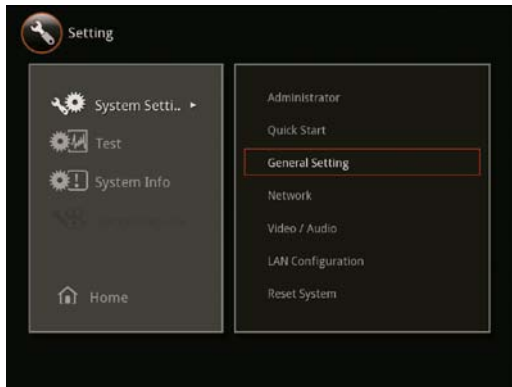 Setting
System Setti..
Test
System Info
Home
Administrator
Quick Start
General Setting
Network
Video / Audio
LAN Configuration
Reset System